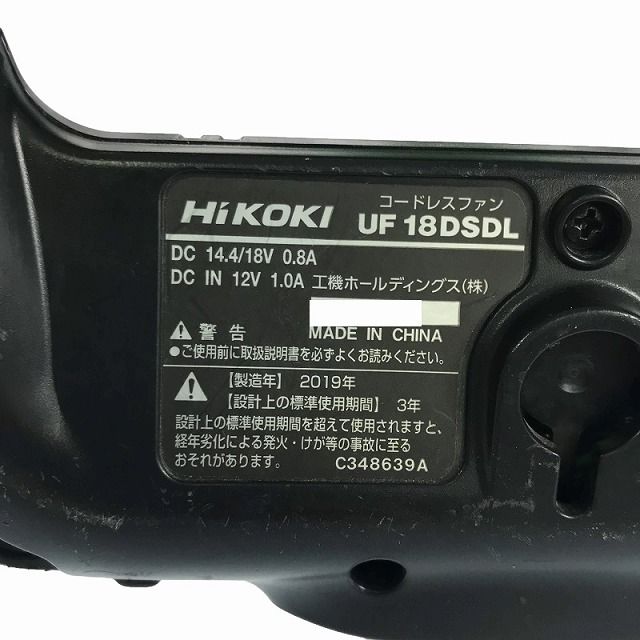 コードレスファン
HiKOKI UF 18DSDL
DC 14.4/18V 0.8A
DC IN 12V 1.0A 工機ホールディングス(株)
警告 MADE IN CHINA
●ご使用前に取扱説明書を必ずよくお読みください。
【製造年】 2019年
【設計上の標準使用期間】 3年
設計上の標準使用期間を超えて使用されますと、
経年劣化による発火・けが等の事故に至る
おそれがあります。 C348639A